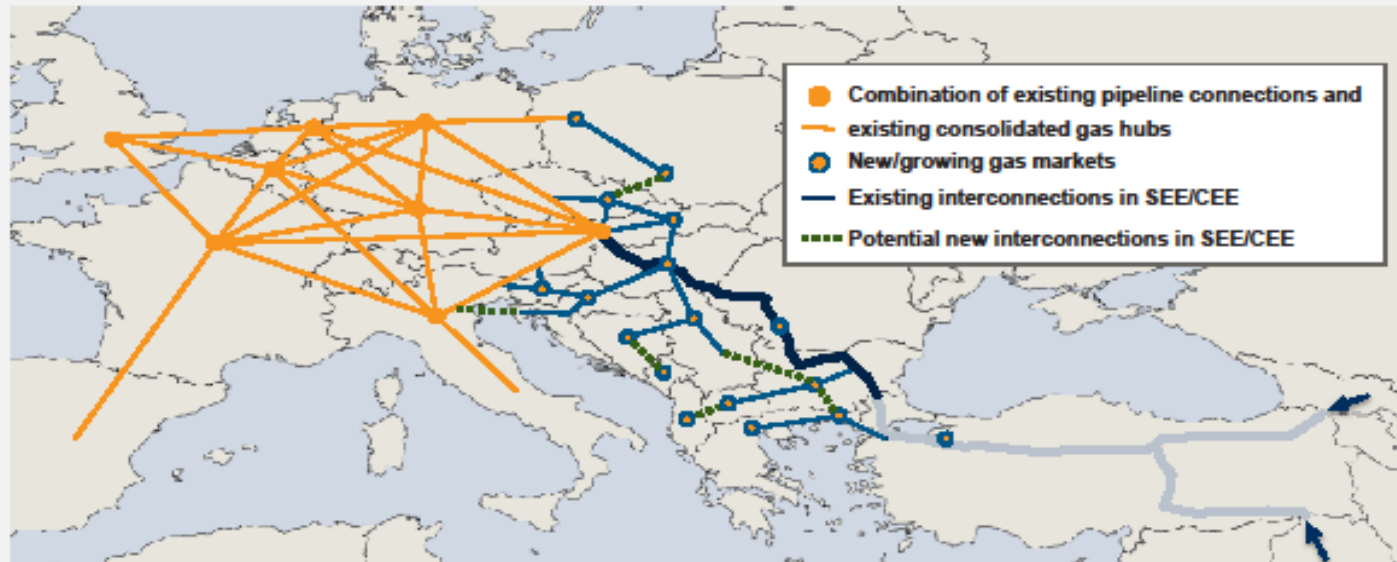 Combination of existing pipeline connections and
existing consolidated gas hubs
New/growing gas markets
Existing interconnections in SEE/CEE
Potential new interconnections in SEE/CEE